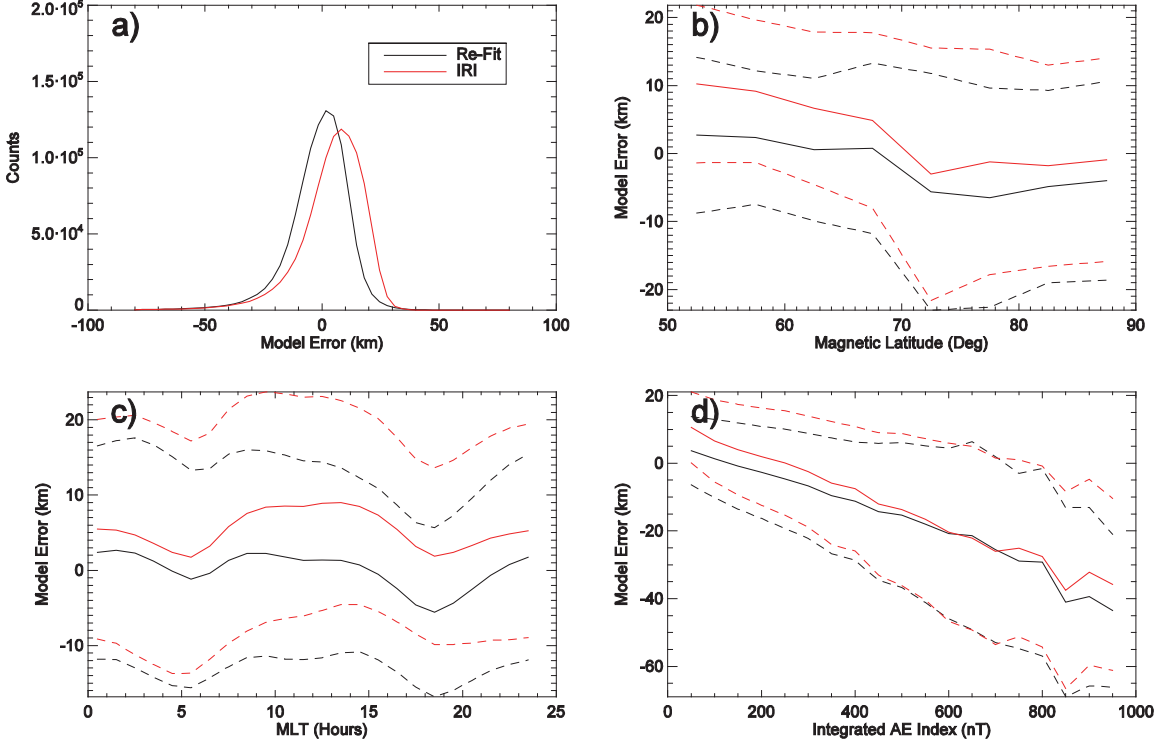 a)
2.0·10⁵
1.5·10⁵
1.0·10⁵
5.0·10⁴
0
Counts
Re-Fit
IRI
-100 -50 0 50 100
Model Error (km)
b)
20
10
0
-10
-20
Model Error (km)
50 60 70 80 90
Magnetic Latitude (Deg)
c)
20
10
0
-10
Model Error (km)
0 5 10 15 20 25
MLT (Hours)
d)
20
0
-20
-40
-60
Model Error (km)
0 200 400 600 800 1000
Integrated AE Index (nT)